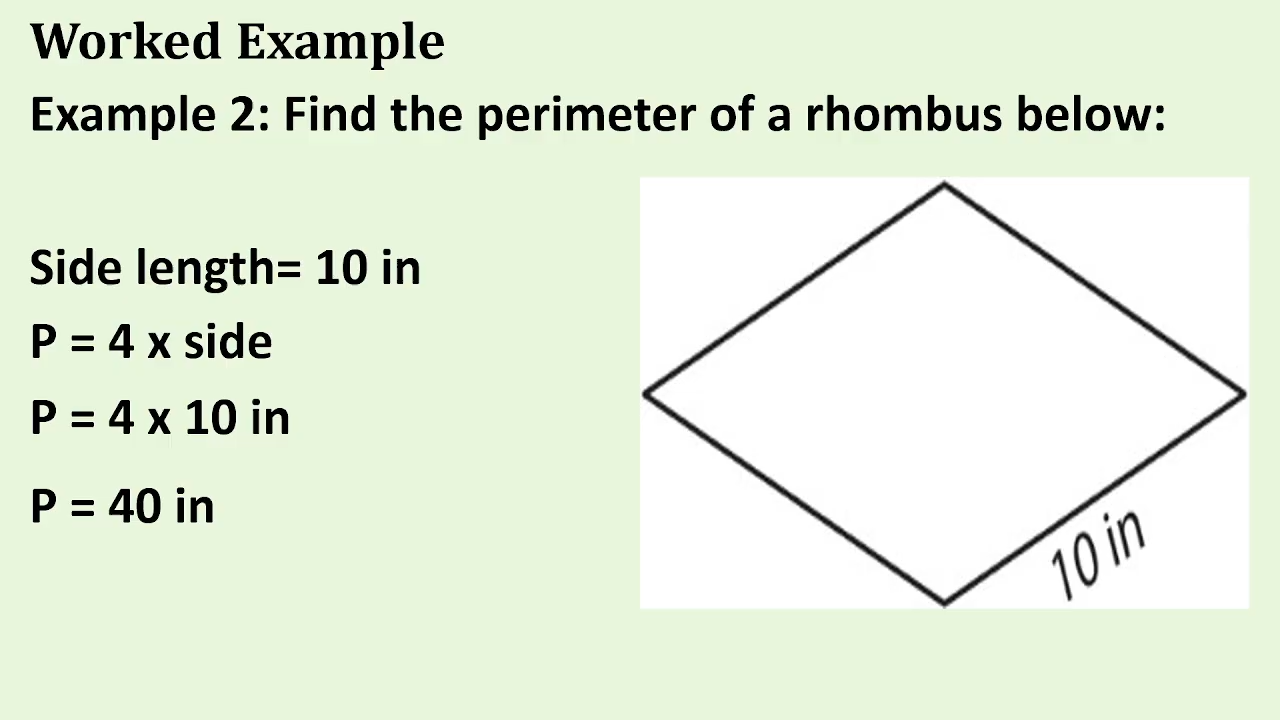 Worked Example
Example 2: Find the perimeter of a rhombus below:
Side length= 10 in
P = 4 x side
P = 4 x 10 in
P = 40 in
10 in